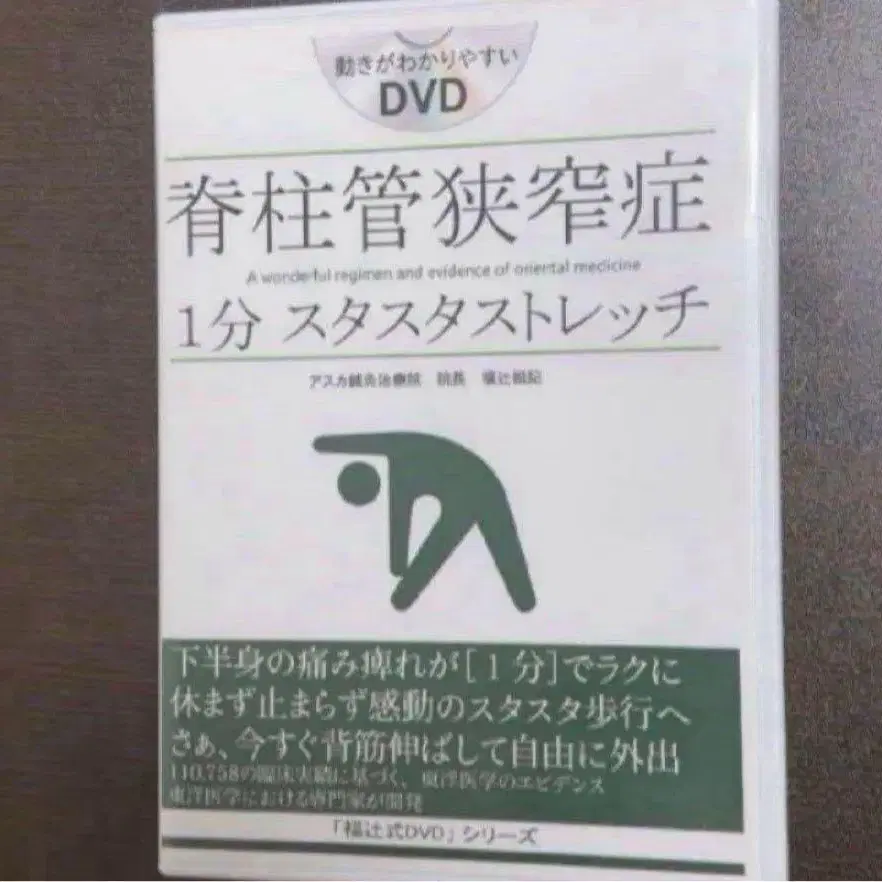 動きがわかりやすい
DVD
脊柱管狭窄症
A wonderful regimen and evidence of oriental medicine
1分 スタスタストレッチ
アスカ鍼灸治療院 院長 福辻鋭記
下半身の痛み痺れが[1分]でラクに
休まず止まらず感動のスタスタ歩行へ
さぁ、今すぐ背筋伸ばして自由に外出
110,758の臨床実績に基づく、東洋医学のエビデンス
東洋医学における専門家が開発
「福辻式DVD」シリーズ